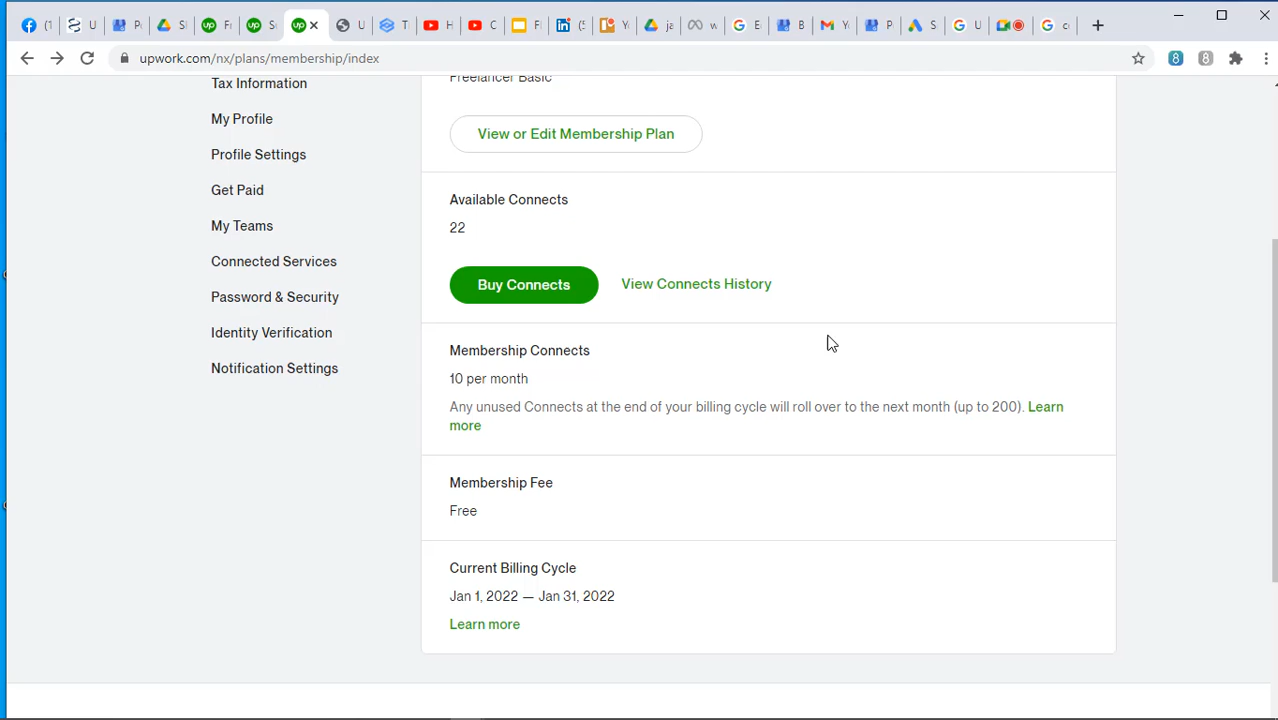 (1
U
P
S
F
S
U
T
H
C
F
(5
Y
ja
w
E
B
Y
P
S
U
c
upwork.com/nx/plans/membership/index
Freelancer Basic
Tax Information
My Profile
Profile Settings
Get Paid
My Teams
Connected Services
Password & Security
Identity Verification
Notification Settings
View or Edit Membership Plan
Available Connects
22
Buy Connects
View Connects History
Membership Connects
10 per month
Any unused Connects at the end of your billing cycle will roll over to the next month (up to 200). Learn
more
Membership Fee
Free
Current Billing Cycle
Jan 1, 2022 — Jan 31, 2022
Learn more